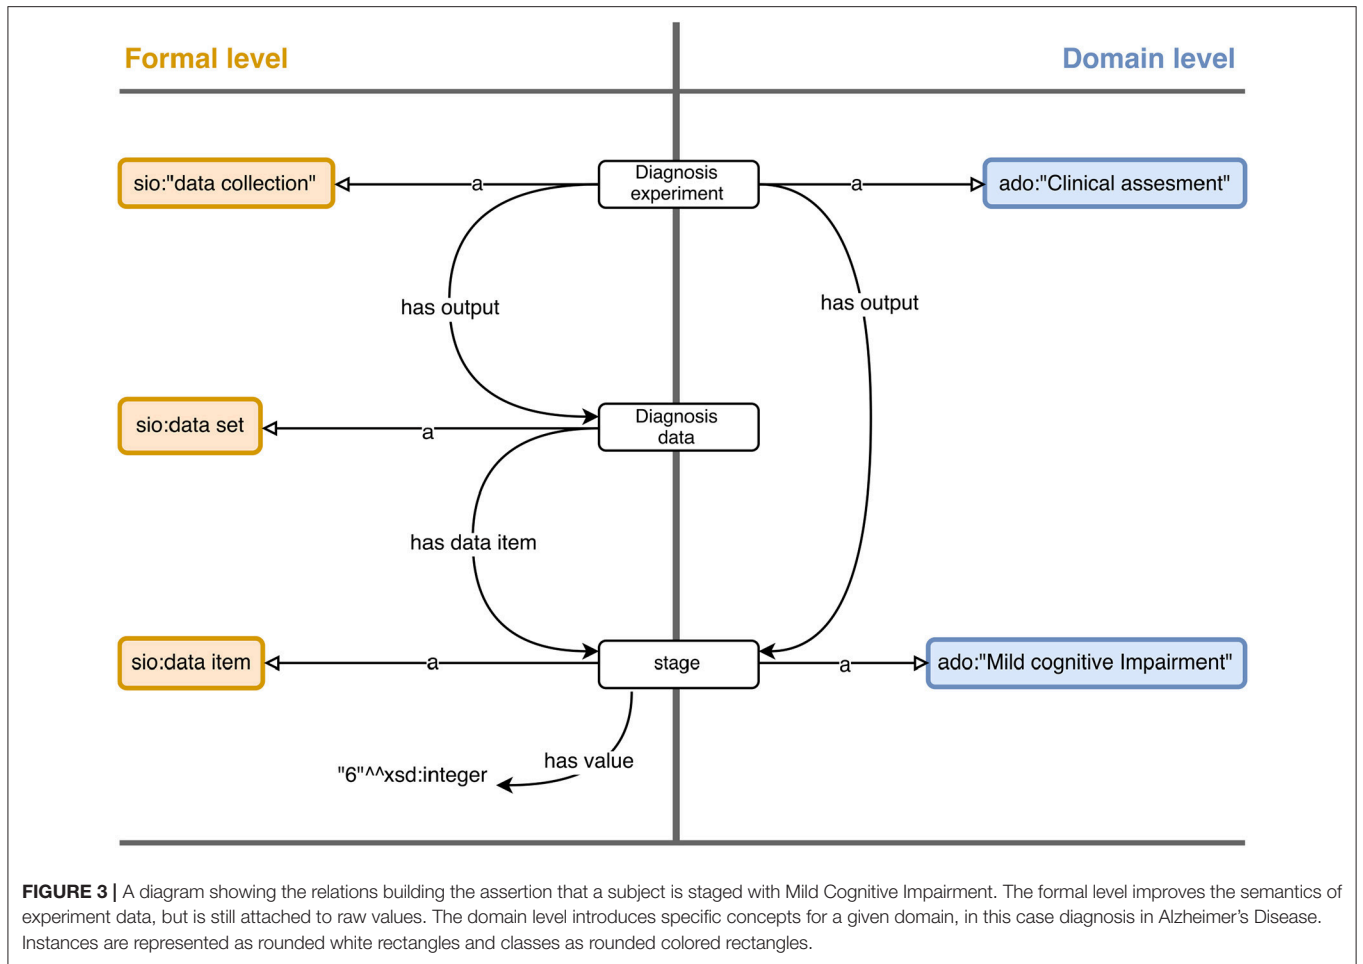 Formal level
Domain level
sio:"data collection"
a
Diagnosis
experiment
a
ado:"Clinical assesment"
has output
has output
sio:data set
a
Diagnosis
data
has data item
sio:data item
a
stage
a
ado:"Mild cognitive Impairment"
has value
"6"^^xsd:integer
FIGURE 3 | A diagram showing the relations building the assertion that a subject is staged with Mild Cognitive Impairment. The formal level improves the semantics of
experiment data, but is still attached to raw values. The domain level introduces specific concepts for a given domain, in this case diagnosis in Alzheimer's Disease.
Instances are represented as rounded white rectangles and classes as rounded colored rectangles.